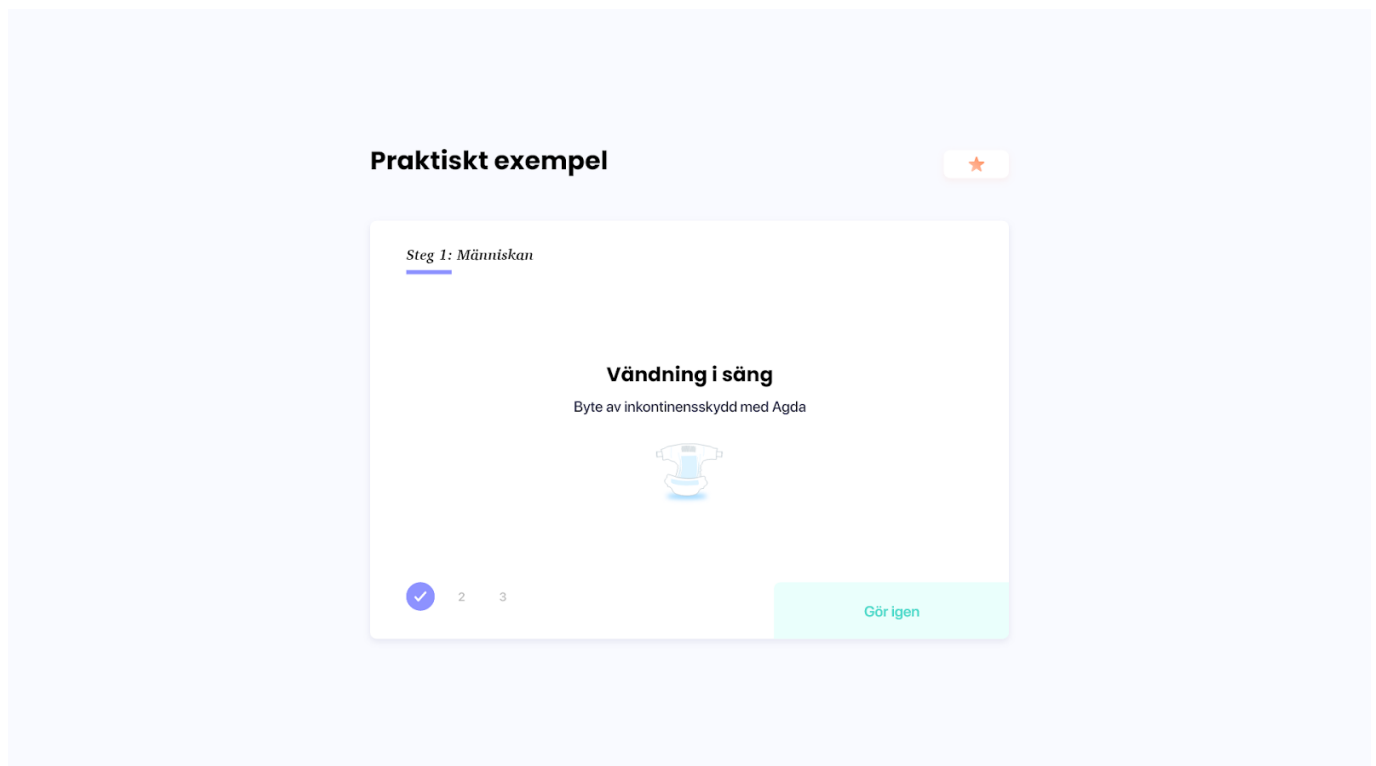 Praktiskt exempel
Steg 1: Människan
Vändning i säng
Byte av inkontinensskydd med Agda
2 3
Gör igen